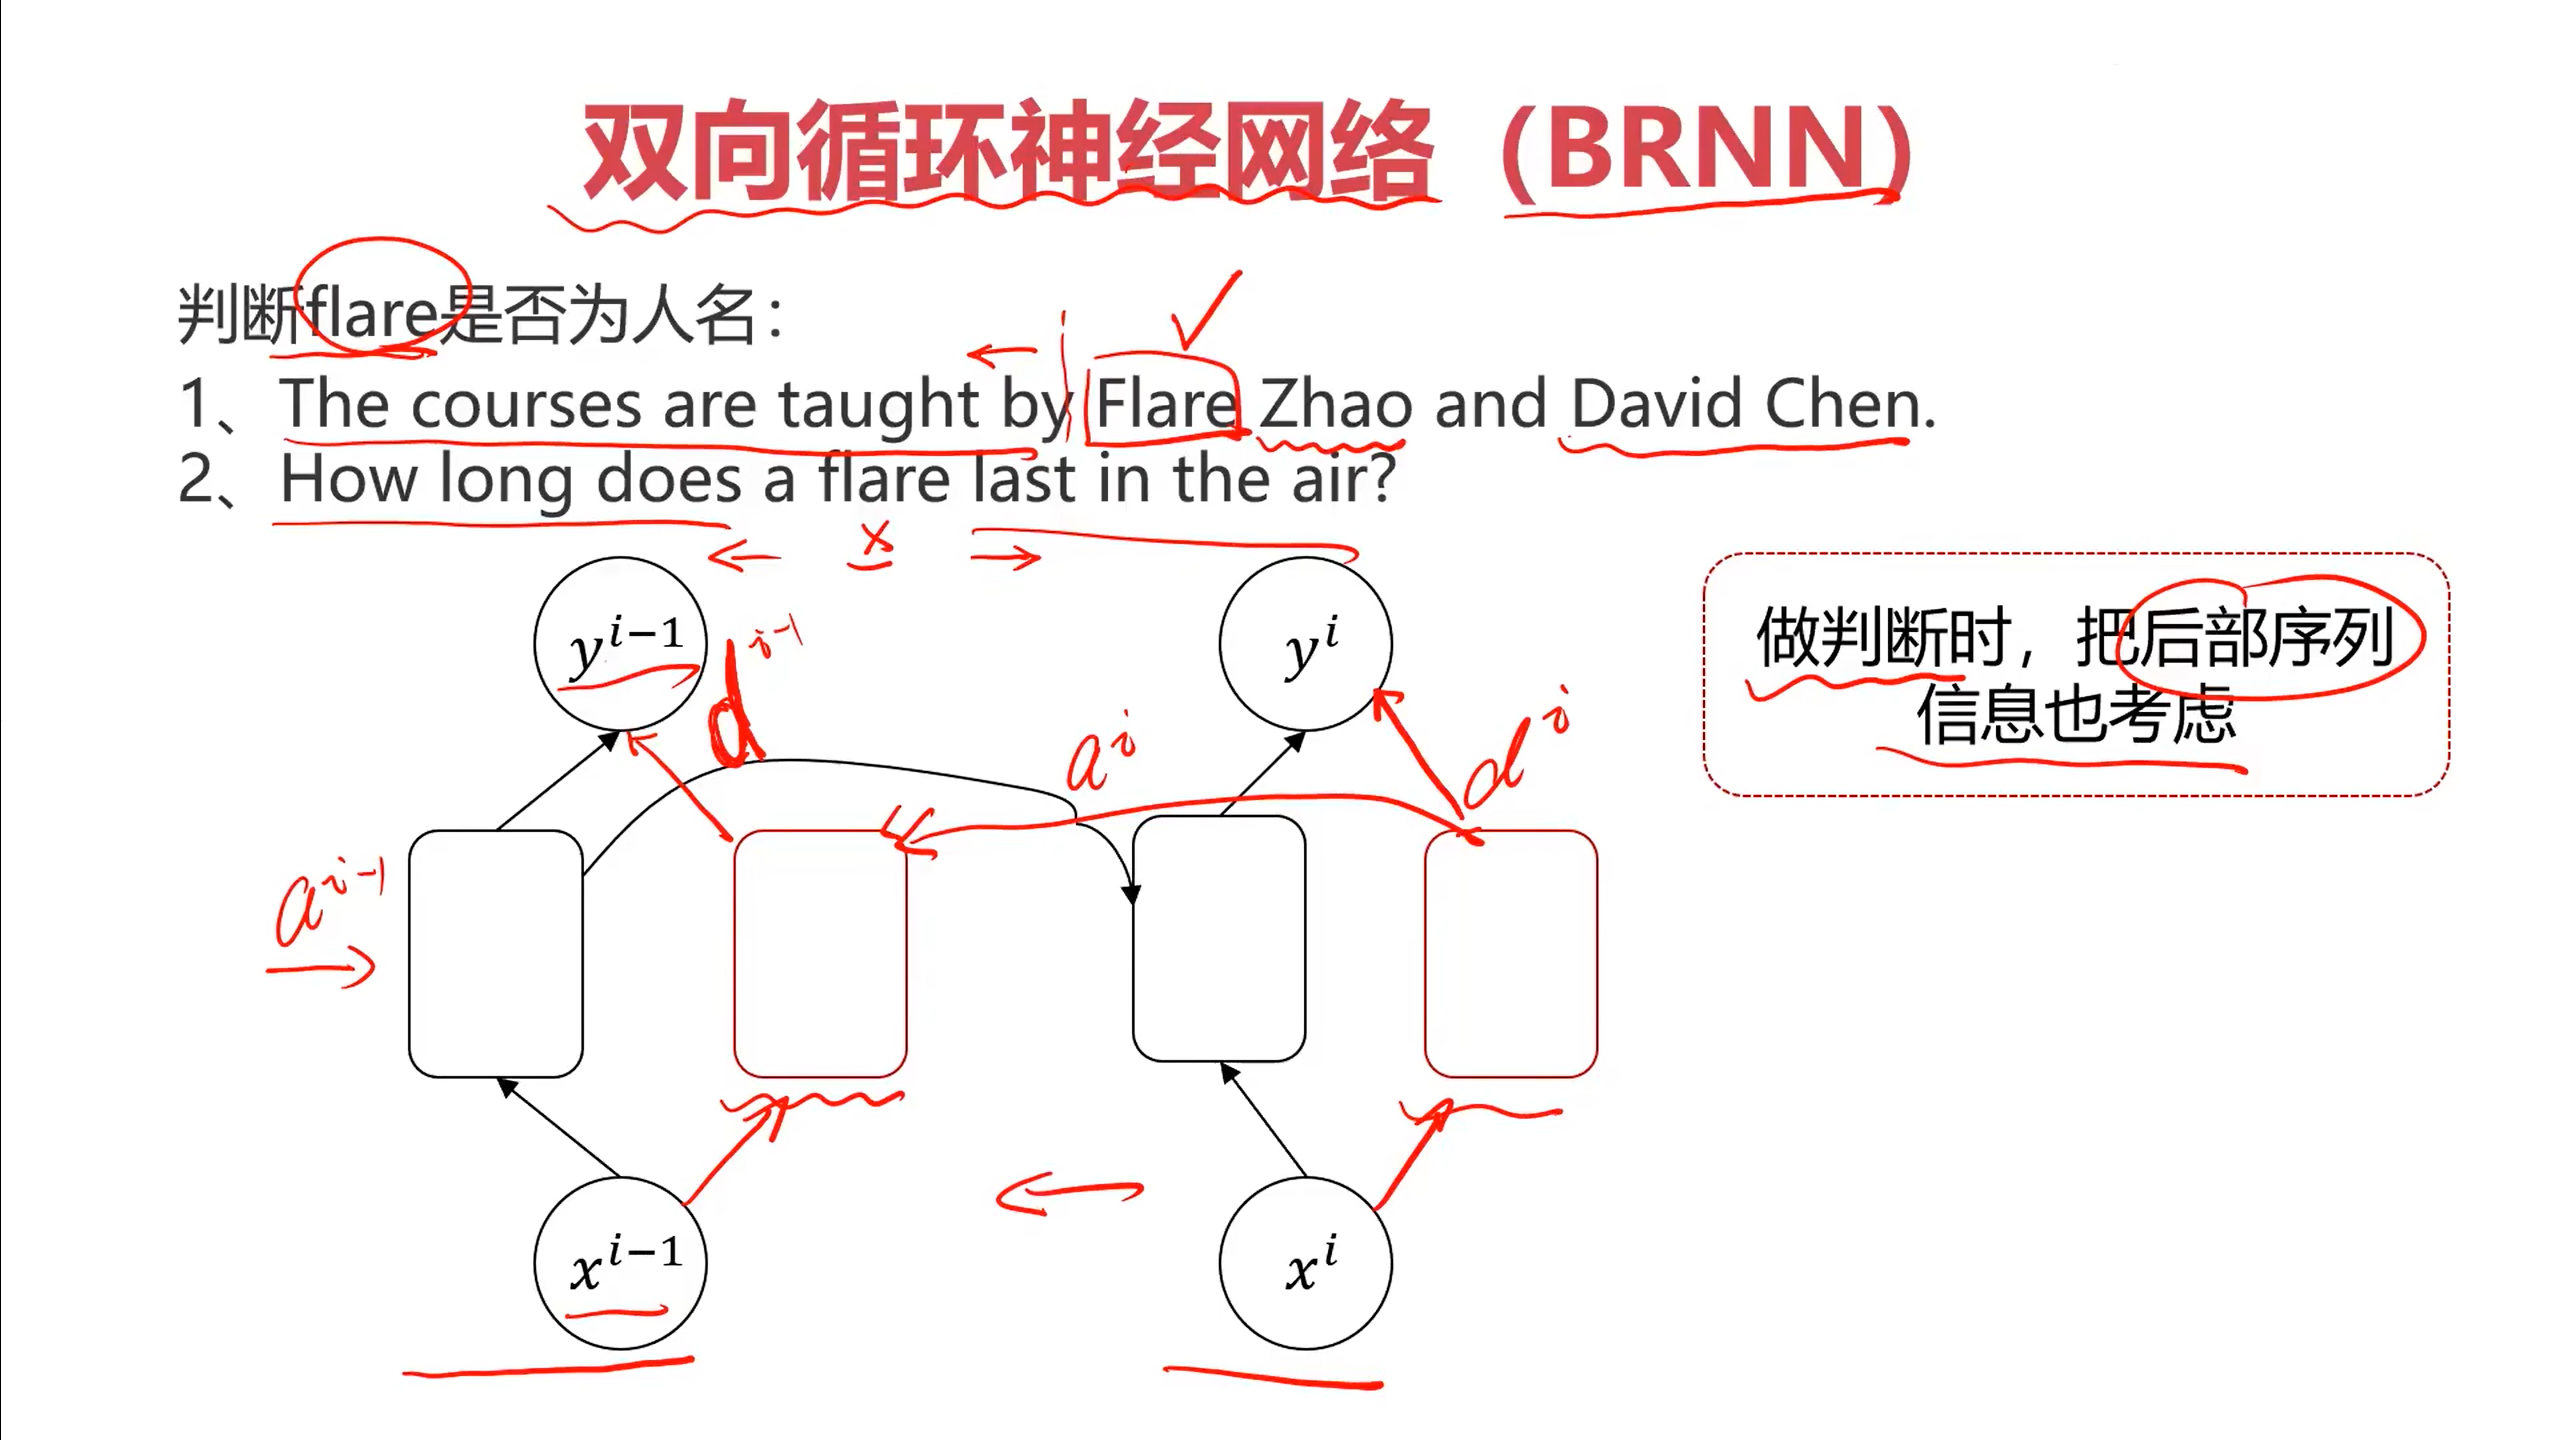 双向循环神经网络（BRNN）
判断flare是否为人名：
1、The courses are taught by Flare Zhao and David Chen.
2、How long does a flare last in the air?
x
y^{i-1}
y^i
做判断时，把后部序列
信息也考虑
d^{i-1}
a^i
d^i
a^{i-1}
x^{i-1}
x^i